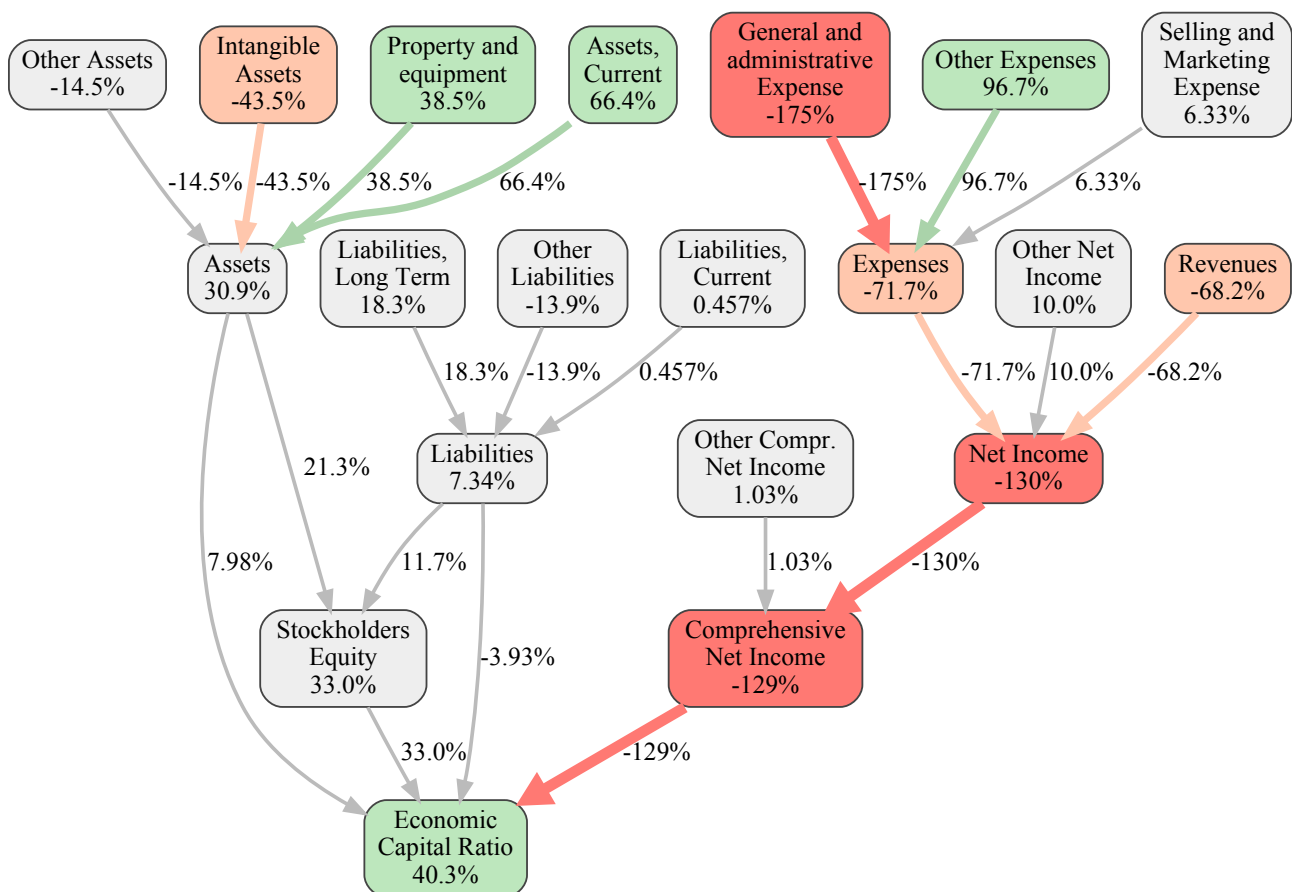 Other Assets
-14.5%
Intangible
Assets
-43.5%
Property and
equipment
38.5%
Assets,
Current
66.4%
General and
administrative
Expense
-175%
Other Expenses
96.7%
Selling and
Marketing
Expense
6.33%
-14.5%
-43.5%
38.5%
66.4%
-175%
96.7%
6.33%
Assets
30.9%
Liabilities,
Long Term
18.3%
Other
Liabilities
-13.9%
Liabilities,
Current
0.457%
Expenses
-71.7%
Other Net
Income
10.0%
Revenues
-68.2%
18.3%
-13.9%
0.457%
-71.7%
10.0%
-68.2%
21.3%
Liabilities
7.34%
Other Compr.
Net Income
1.03%
Net Income
-130%
7.98%
11.7%
1.03%
-130%
Stockholders
Equity
33.0%
-3.93%
Comprehensive
Net Income
-129%
33.0%
-129%
Economic
Capital Ratio
40.3%